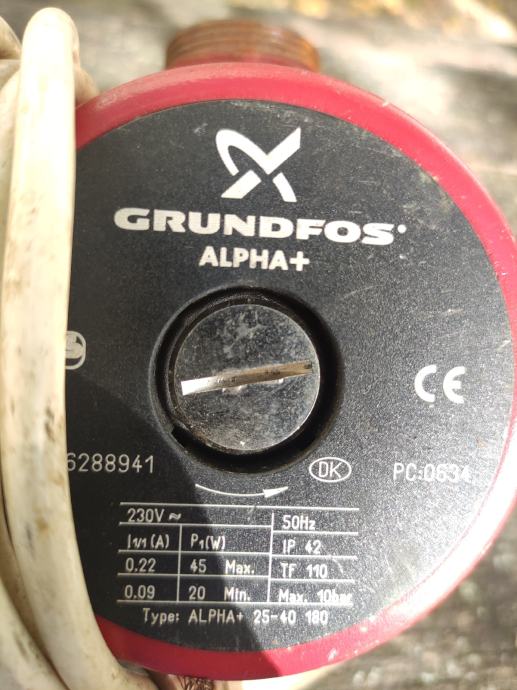 GRUNDFOS
ALPHA+
CE
6288941
DK
PC:0634
230V ~ 50Hz
I1/1 (A) P1(W) IP 42
0.22 45 Max. TF 110
0.09 20 Min. Max. 10bar
Type: ALPHA+ 25-40 180